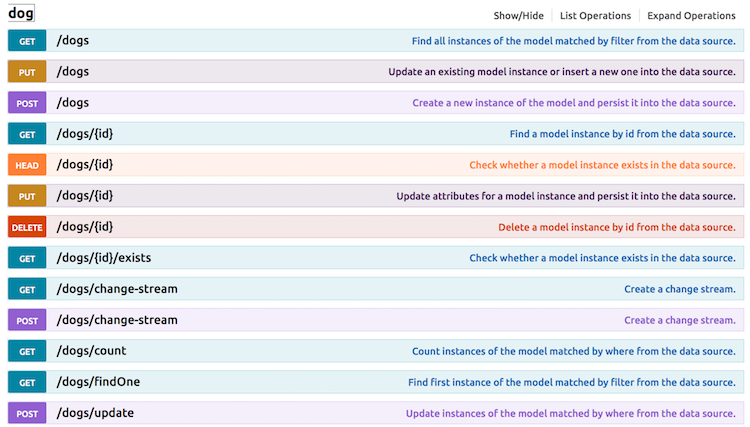 dog Show/Hide List Operations Expand Operations
GET /dogs Find all instances of the model matched by filter from the data source.
PUT /dogs Update an existing model instance or insert a new one into the data source.
POST /dogs Create a new instance of the model and persist it into the data source.
GET /dogs/{id} Find a model instance by id from the data source.
HEAD /dogs/{id} Check whether a model instance exists in the data source.
PUT /dogs/{id} Update attributes for a model instance and persist it into the data source.
DELETE /dogs/{id} Delete a model instance by id from the data source.
GET /dogs/{id}/exists Check whether a model instance exists in the data source.
GET /dogs/change-stream Create a change stream.
POST /dogs/change-stream Create a change stream.
GET /dogs/count Count instances of the model matched by where from the data source.
GET /dogs/findOne Find first instance of the model matched by filter from the data source.
POST /dogs/update Update instances of the model matched by where from the data source.